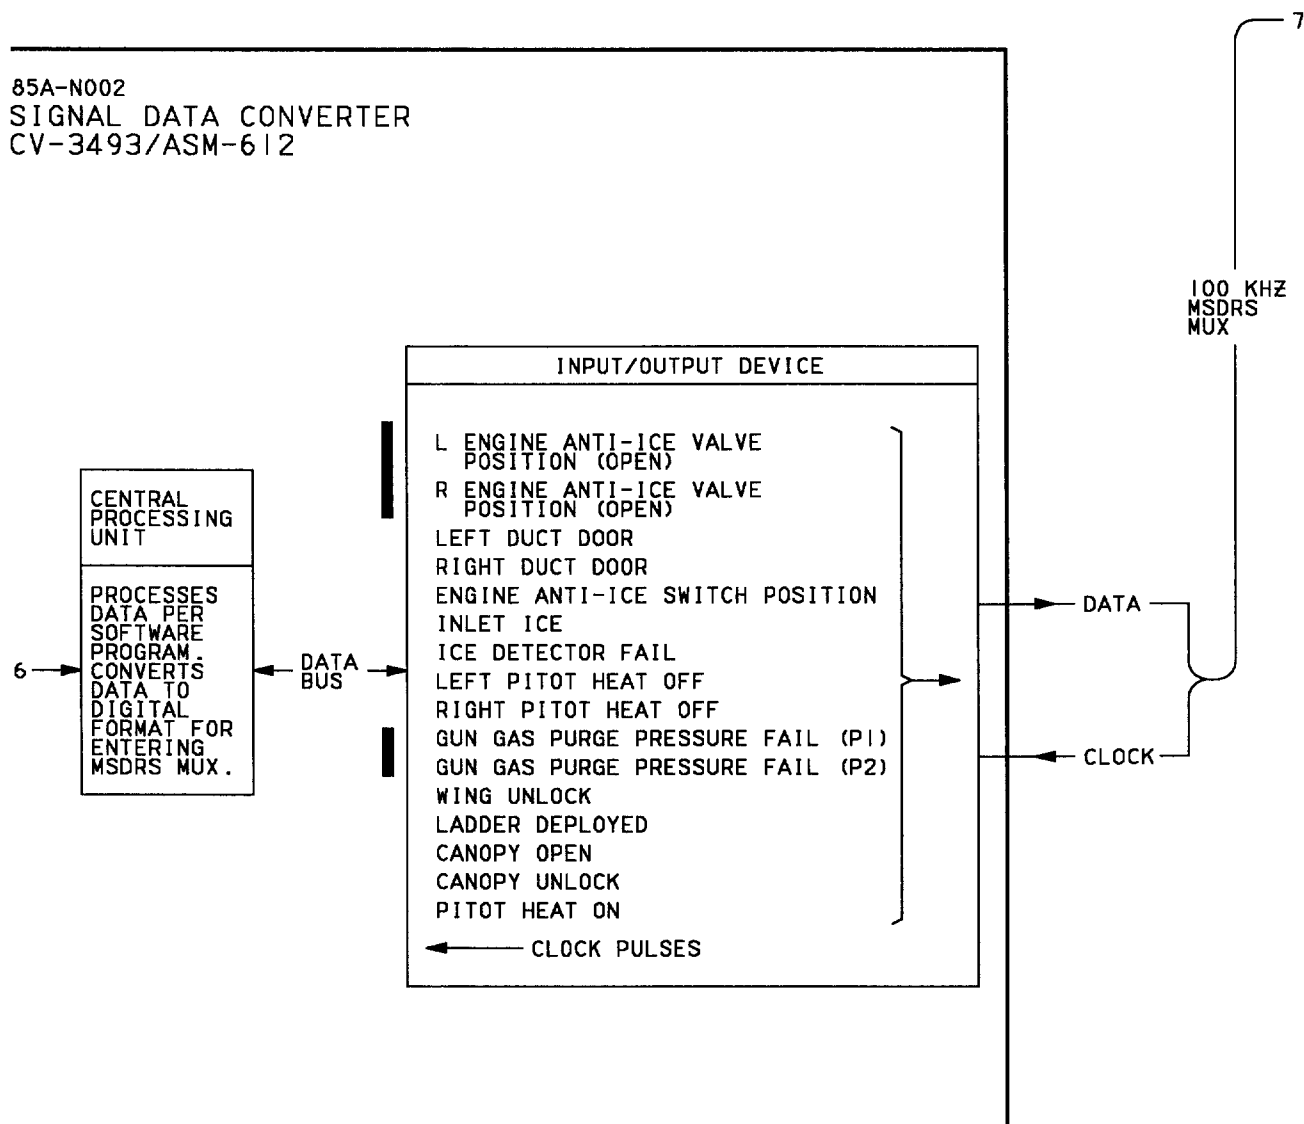 7
85A-N002
SIGNAL DATA CONVERTER
CV-3493/ASM-612
100 KHZ
MSDRS
MUX
INPUT/OUTPUT DEVICE
L ENGINE ANTI-ICE VALVE
POSITION (OPEN)
R ENGINE ANTI-ICE VALVE
POSITION (OPEN)
LEFT DUCT DOOR
RIGHT DUCT DOOR
ENGINE ANTI-ICE SWITCH POSITION
INLET ICE
ICE DETECTOR FAIL
LEFT PITOT HEAT OFF
RIGHT PITOT HEAT OFF
GUN GAS PURGE PRESSURE FAIL (P1)
GUN GAS PURGE PRESSURE FAIL (P2)
WING UNLOCK
LADDER DEPLOYED
CANOPY OPEN
CANOPY UNLOCK
PITOT HEAT ON
CLOCK PULSES
CENTRAL
PROCESSING
UNIT
PROCESSES
DATA PER
SOFTWARE
PROGRAM.
CONVERTS
DATA TO
DIGITAL
FORMAT FOR
ENTERING
MSDRS MUX.
6
DATA
BUS
DATA
CLOCK